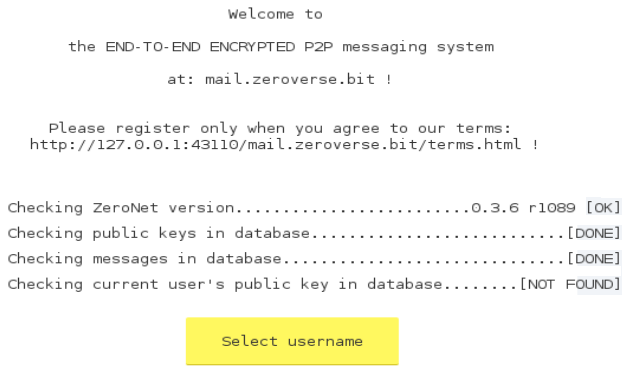 Welcome to
the END-TO-END ENCRYPTED P2P messaging system
at: mail.zeroverse.bit !
Please register only when you agree to our terms:
http://127.0.0.1:43110/mail.zeroverse.bit/terms.html !
Checking ZeroNet version.........................0.3.6 r1089 [OK]
Checking public keys in database...........................[DONE]
Checking messages in database..............................[DONE]
Checking current user's public key in database........[NOT FOUND]
Select username